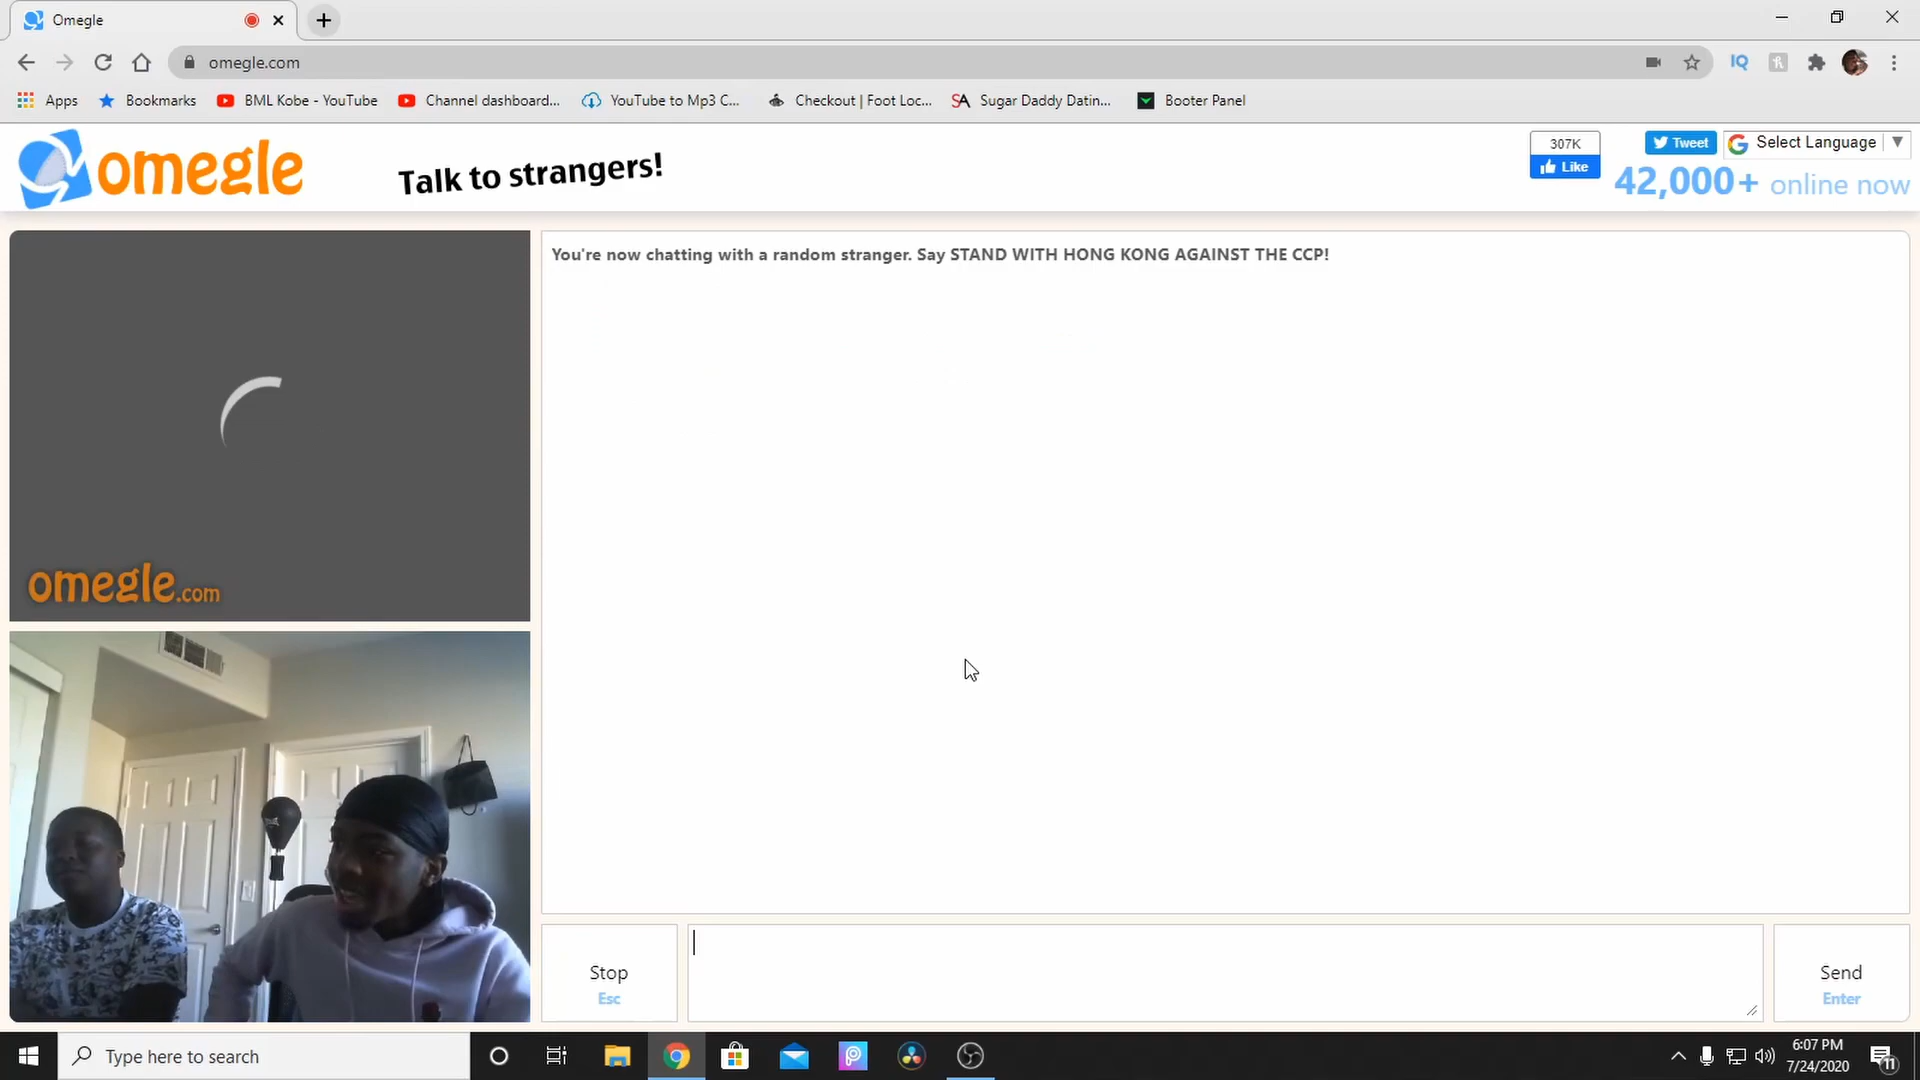 Omegle
omegle.com
Apps
Bookmarks
BML Kobe - YouTube
Channel dashboard...
YouTube to Mp3 C...
Checkout | Foot Loc...
SA Sugar Daddy Datin...
Booter Panel
IQ
omegle
Talk to strangers!
307K
Like
Tweet
Select Language
42,000+ online now
You're now chatting with a random stranger. Say STAND WITH HONG KONG AGAINST THE CCP!
omegle.com
Stop
Esc
Send
Enter
Type here to search
6:07 PM
7/24/2020
11